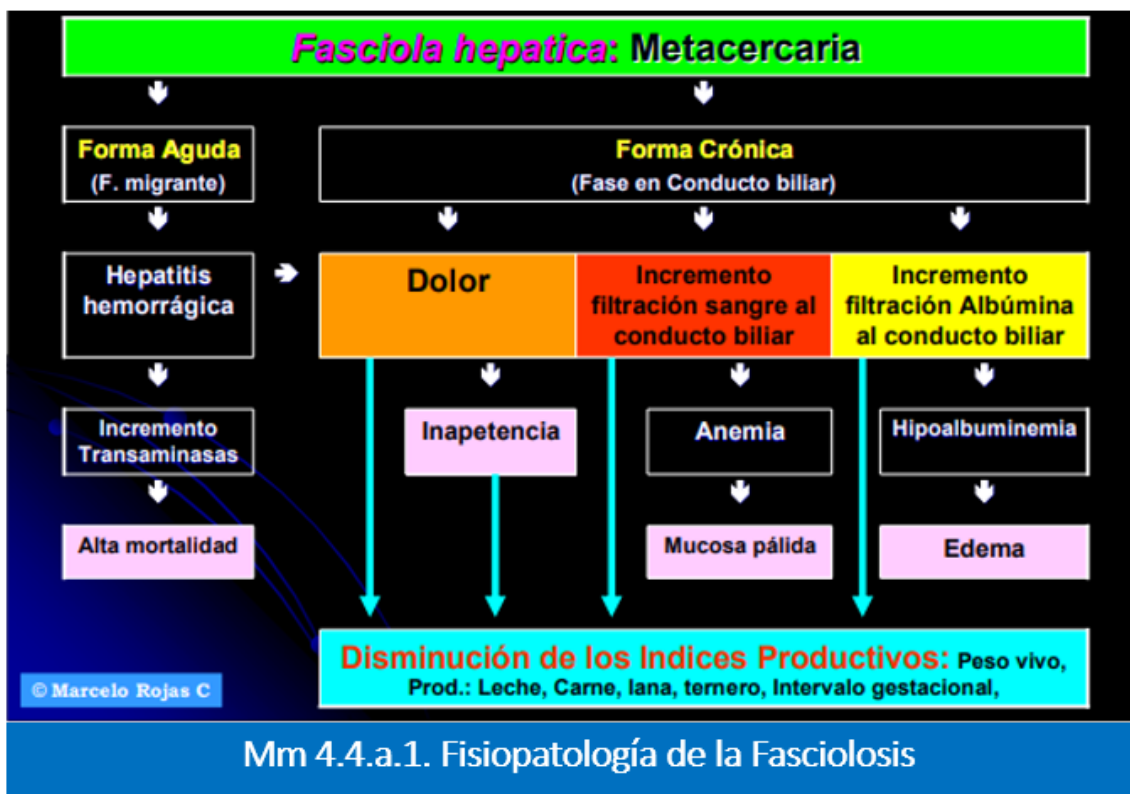 Fasciola hepatica: Metacercaria
Forma Aguda
(F. migrante)
Forma Crónica
(Fase en Conducto biliar)
Hepatitis
hemorrágica
Dolor
Incremento
filtración sangre al
conducto biliar
Incremento
filtración Albúmina
al conducto biliar
Incremento
Transaminasas
Inapetencia
Anemia
Hipoalbuminemia
Alta mortalidad
Mucosa pálida
Edema
Disminución de los Indices Productivos: Peso vivo,
Prod.: Leche, Carne, lana, ternero, Intervalo gestacional,
© Marcelo Rojas C
Mm 4.4.a.1. Fisiopatología de la Fasciolosis